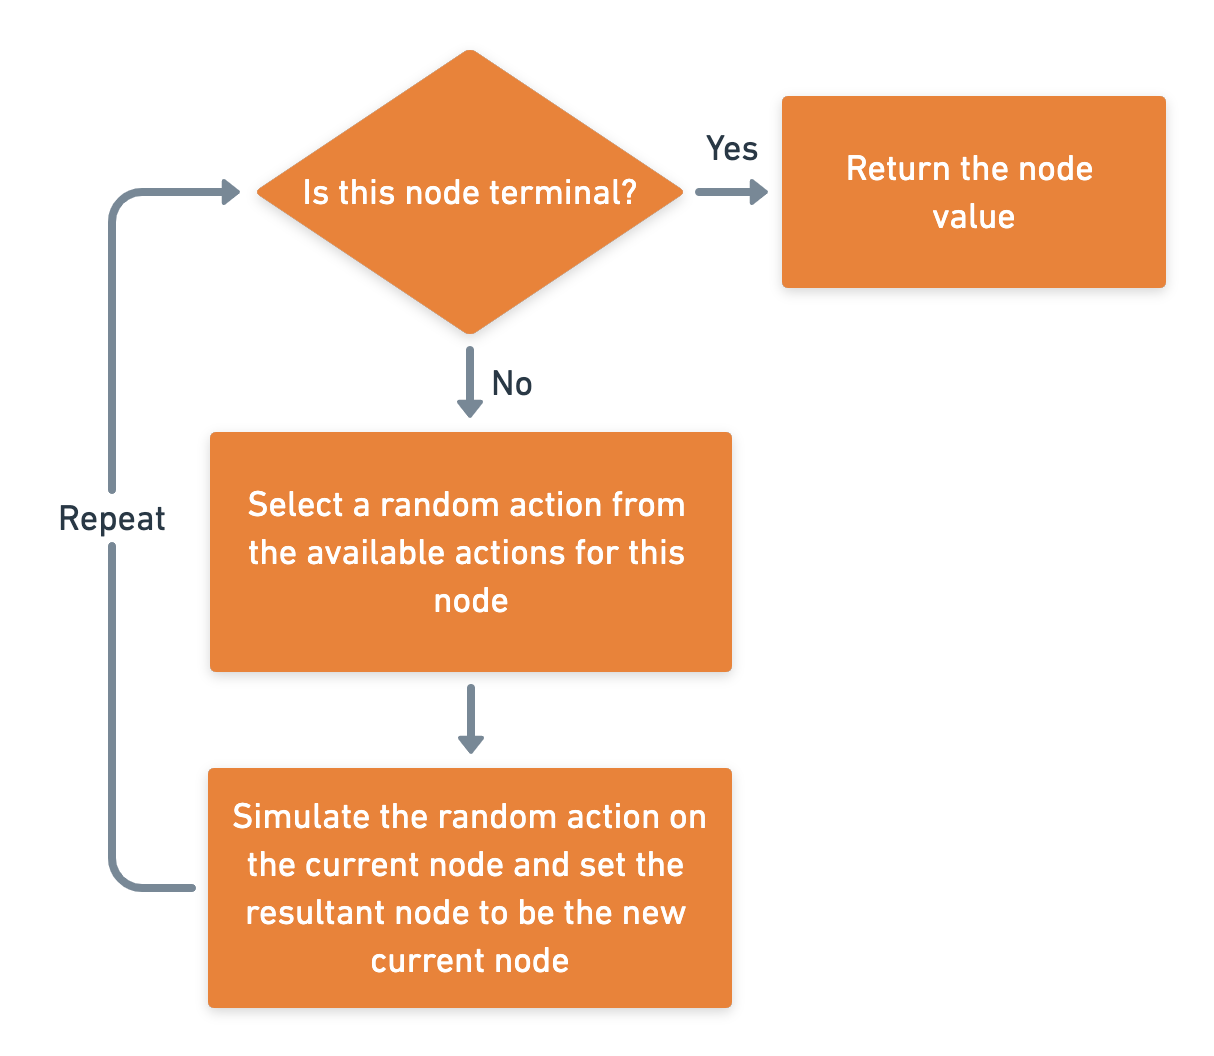 Is this node terminal?
Yes
Return the node
value
No
Select a random action from
the available actions for this
node
Repeat
Simulate the random action on
the current node and set the
resultant node to be the new
current node